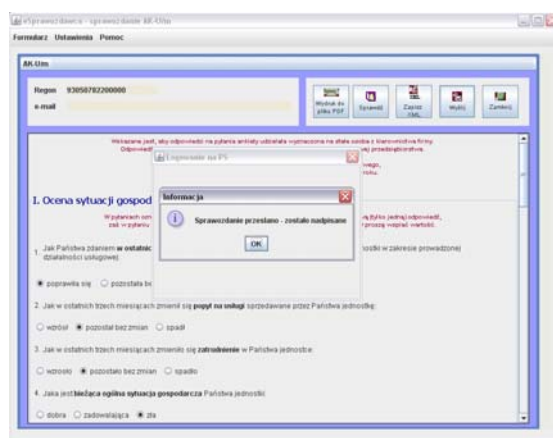 eSprawozdawca - sprawozdanie AK-U/m
Formularz Ustawienia Pomoc
AK-U/m
Regon 93050782200000
e-mail
Wydruk do pliku PDF
Sprawdź
Zapisz XML
Wyślij
Zamknij
Wskazane jest, aby odpowiedzi na pytania ankiety udzielała wyznaczona na stałe osoba z kierownictwa firmy.
Logowanie na PS
I. Ocena sytuacji gospod
Informacja
Sprawozdanie przesłano - zostało nadpisane
OK
1. Jak Państwa zdaniem w ostatnic
działalności usługowej
poprawiła się pozostała be
2. Jak w ostatnich trzech miesiącach zmienił się popyt na usługi sprzedawane przez Państwa jednostkę:
wzrósł pozostał bez zmian spadł
3. Jak w ostatnich trzech miesiącach zmieniło się zatrudnienie w Państwa jednostce:
wzrosło pozostało bez zmian spadło
4. Jaka jest bieżąca ogólna sytuacja gospodarcza Państwa jednostki:
dobra zadowalająca zła